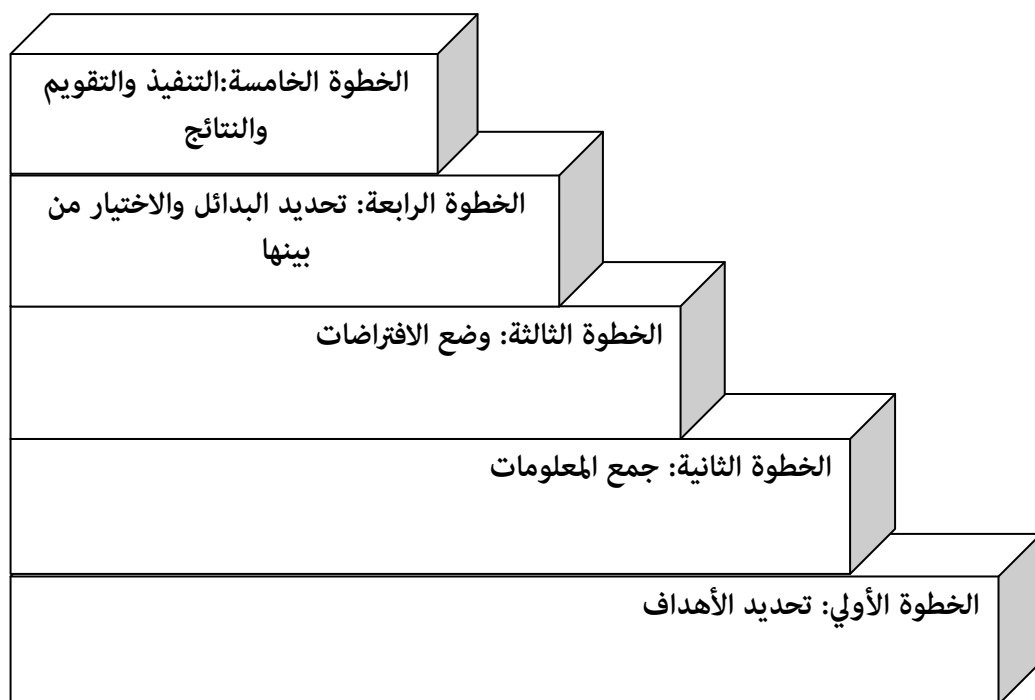 الخطوة الخامسة:التنفيذ والتقويم
والنتائج
الخطوة الرابعة: تحديد البدائل والاختيار من
بينها
الخطوة الثالثة: وضع الافتراضات
الخطوة الثانية: جمع المعلومات
الخطوة الأولي: تحديد الأهداف